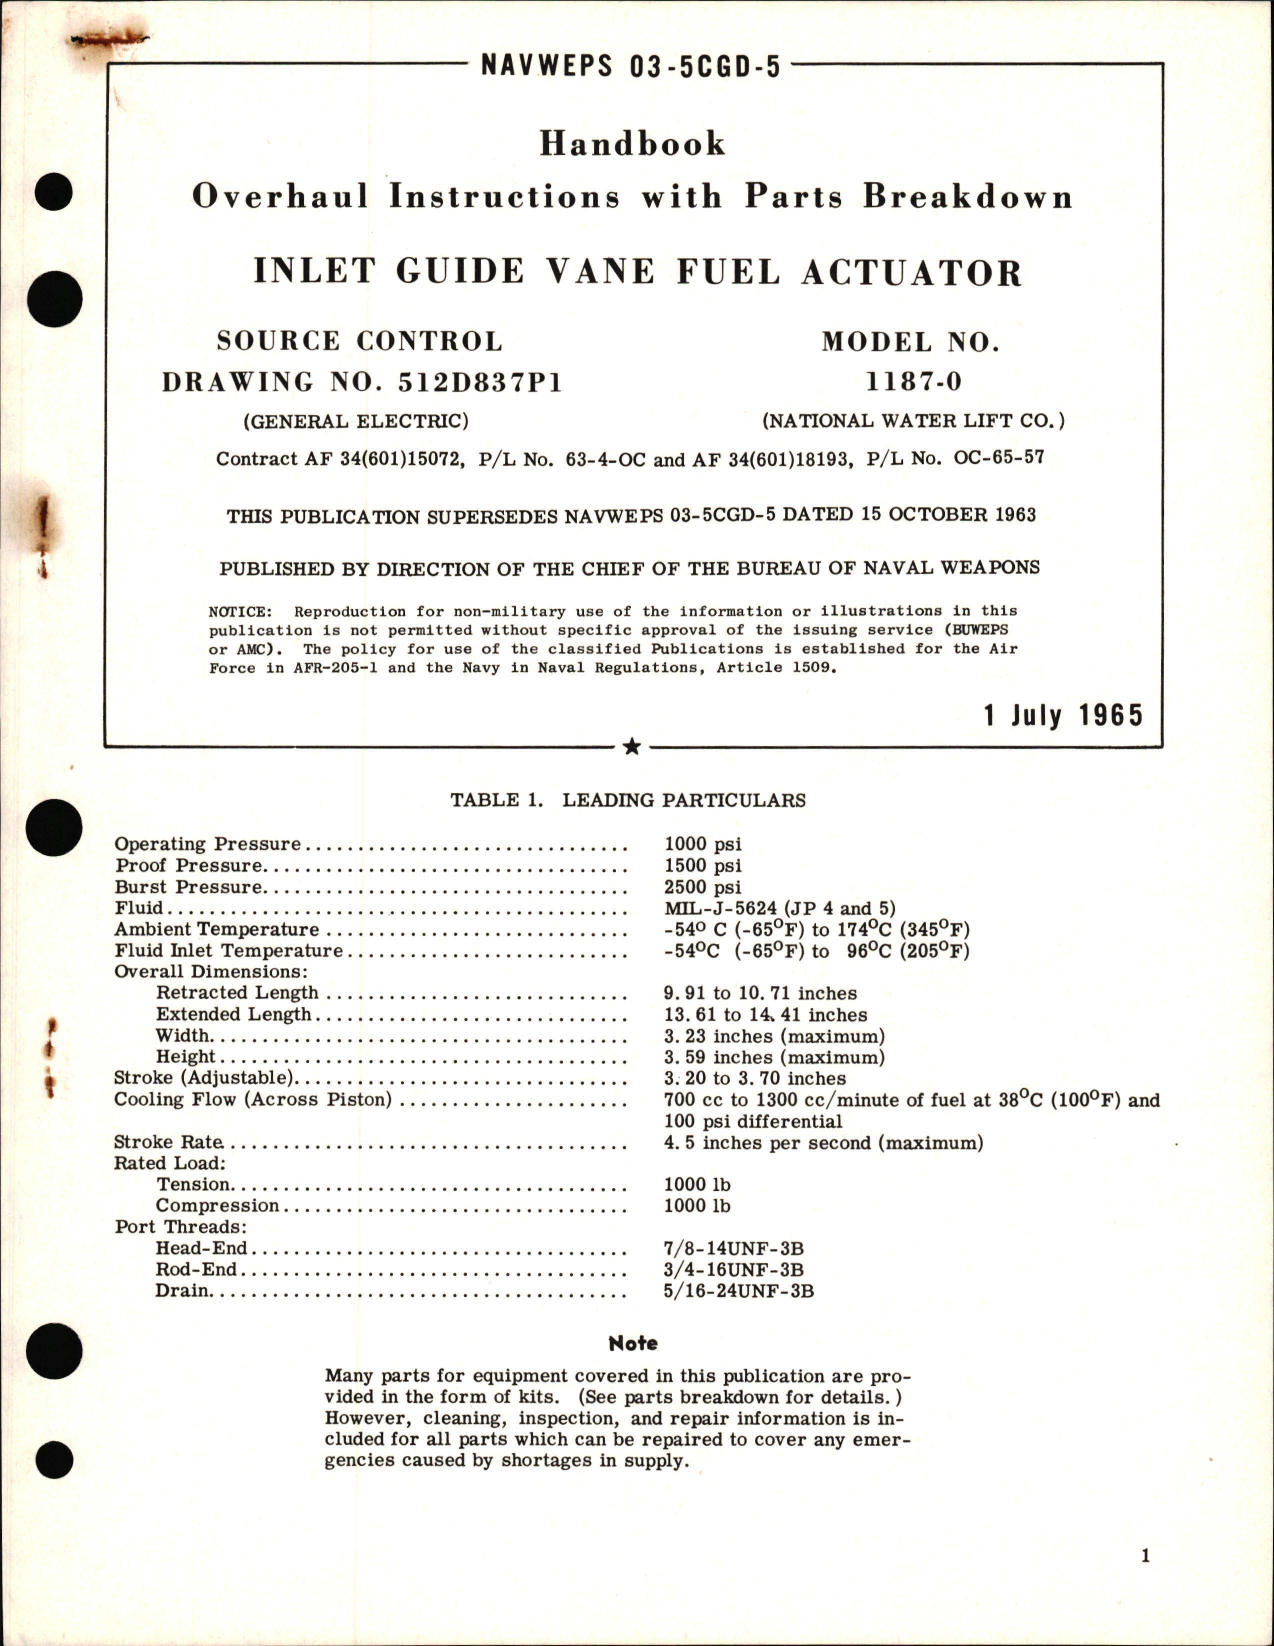 NAVWEPS 03-5CGD-5
Handbook
Overhaul Instructions with Parts Breakdown
INLET GUIDE VANE FUEL ACTUATOR
SOURCE CONTROL MODEL NO.
DRAWING NO. 512D837P1 1187-0
(GENERAL ELECTRIC) (NATIONAL WATER LIFT CO.)
Contract AF 34(601)15072, P/L No. 63-4-OC and AF 34(601)18193, P/L No. OC-65-57
THIS PUBLICATION SUPERSEDES NAVWEPS 03-5CGD-5 DATED 15 OCTOBER 1963
PUBLISHED BY DIRECTION OF THE CHIEF OF THE BUREAU OF NAVAL WEAPONS
NOTICE: Reproduction for non-military use of the information or illustrations in this
publication is not permitted without specific approval of the issuing service (BUWEPS
or AMC). The policy for use of the classified Publications is established for the Air
Force in AFR-205-1 and the Navy in Naval Regulations, Article 1509.
1 July 1965
TABLE 1. LEADING PARTICULARS
Operating Pressure............................... 1000 psi
Proof Pressure................................... 1500 psi
Burst Pressure................................... 2500 psi
Fluid............................................ MIL-J-5624 (JP 4 and 5)
Ambient Temperature ............................. -54° C (-65°F) to 174°C (345°F)
Fluid Inlet Temperature........................... -54°C (-65°F) to 96°C (205°F)
Overall Dimensions:
Retracted Length ............................. 9.91 to 10.71 inches
Extended Length.............................. 13.61 to 14.41 inches
Width........................................ 3.23 inches (maximum)
Height....................................... 3.59 inches (maximum)
Stroke (Adjustable)................................ 3.20 to 3.70 inches
Cooling Flow (Across Piston) ...................... 700 cc to 1300 cc/minute of fuel at 38°C (100°F) and
100 psi differential
Stroke Rate...................................... 4.5 inches per second (maximum)
Rated Load:
Tension...................................... 1000 lb
Compression................................. 1000 lb
Port Threads:
Head-End.................................... 7/8-14UNF-3B
Rod-End..................................... 3/4-16UNF-3B
Drain........................................ 5/16-24UNF-3B
Note
Many parts for equipment covered in this publication are pro-
vided in the form of kits. (See parts breakdown for details.)
However, cleaning, inspection, and repair information is in-
cluded for all parts which can be repaired to cover any emer-
gencies caused by shortages in supply.
1